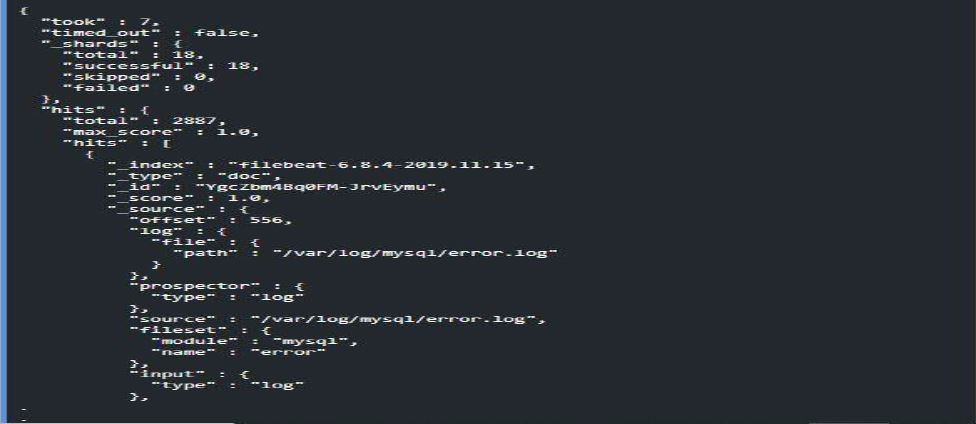 {
"took" : 7,
"timed_out" : false,
"_shards" : {
"total" : 18,
"successful" : 18,
"skipped" : 0,
"failed" : 0
},
"hits" : {
"total" : 2887,
"max_score" : 1.0,
"hits" : [
{
"_index" : "filebeat-6.8.4-2019.11.15",
"_type" : "doc",
"_id" : "YgcZbm4Bq0FM-JrvEymu",
"_score" : 1.0,
"_source" : {
"offset" : 556,
"log" : {
"file" : {
"path" : "/var/log/mysql/error.log"
}
},
"prospector" : {
"type" : "log"
},
"source" : "/var/log/mysql/error.log",
"fileset" : {
"module" : "mysql",
"name" : "error"
},
"input" : {
"type" : "log"
},
.
.